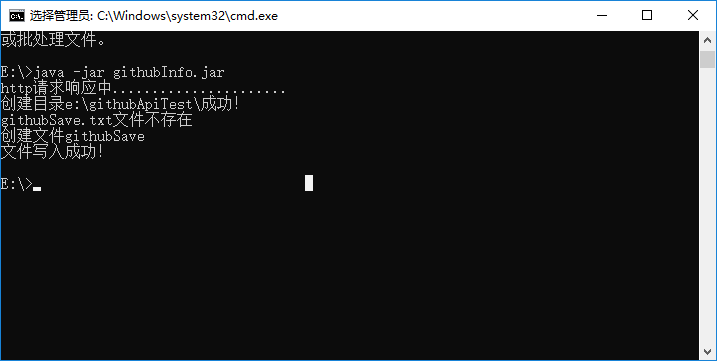 选择管理员: C:\Windows\system32\cmd.exe
或批处理文件。
E:\>java -jar githubInfo.jar
http请求响应中......................
创建目录e:\githubApiTest\成功!
githubSave.txt文件不存在
创建文件githubSave
文件写入成功!
E:\>